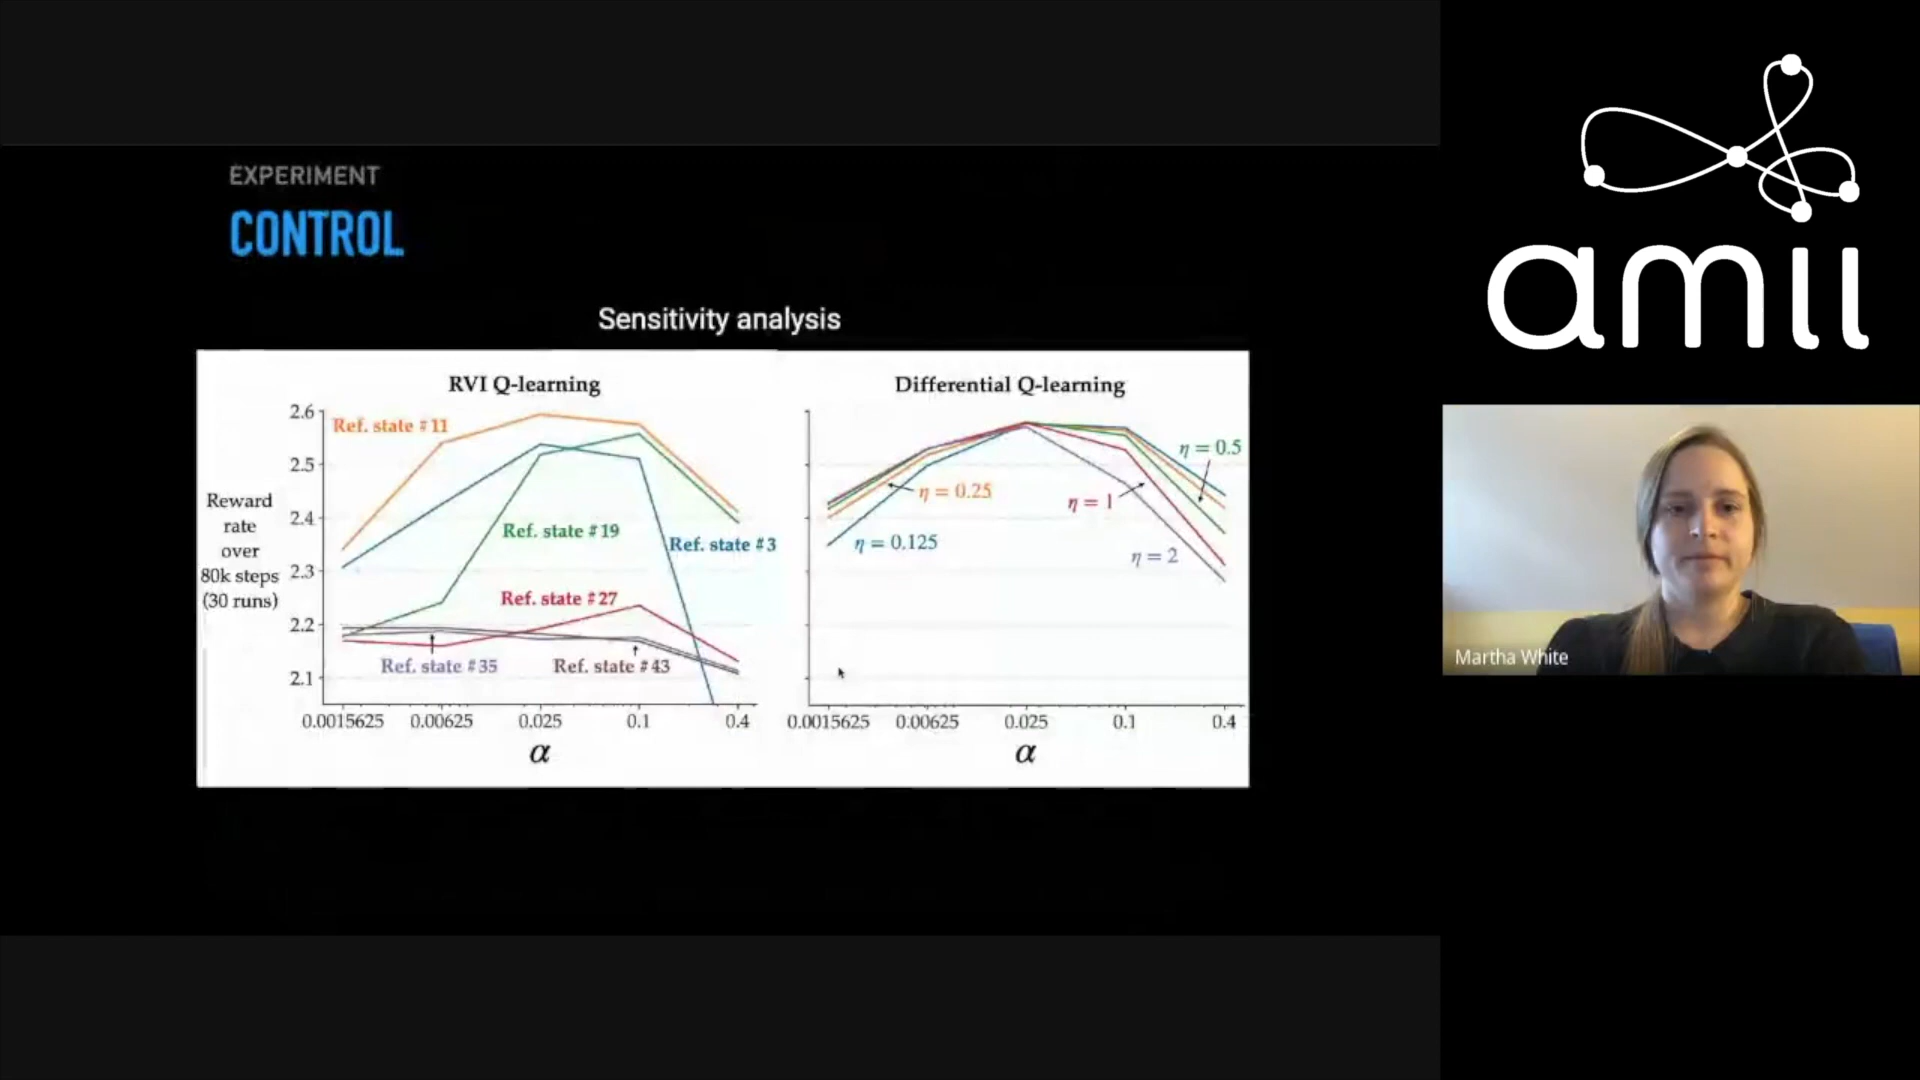 EXPERIMENT
CONTROL
Sensitivity analysis
RVI Q-learning
Differential Q-learning
Reward
rate
over
80k steps
(30 runs)
2.6
2.5
2.4
2.3
2.2
2.1
Ref. state #11
Ref. state #19
Ref. state #3
Ref. state #27
Ref. state #35
Ref. state #43
0.0015625 0.00625 0.025 0.1 0.4
α
η = 0.5
η = 0.25
η = 1
η = 0.125
η = 2
0.0015625 0.00625 0.025 0.1 0.4
α
amii
Martha White